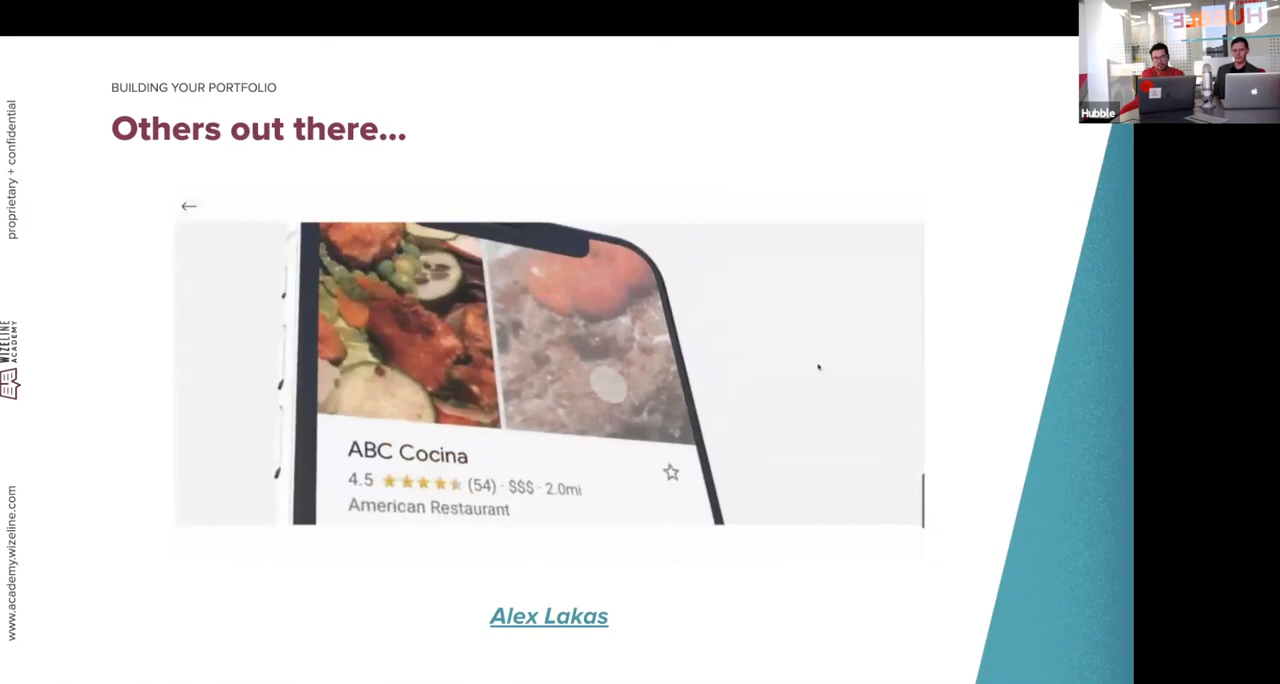 BUILDING YOUR PORTFOLIO
Others out there...
ABC Cocina
4.5 (54) · $$$ · 2.0mi
American Restaurant
Alex Lakas
proprietary + confidential
WIZELINE
ACADEMY
www.academy.wizeline.com
HUBBLE
Hubble